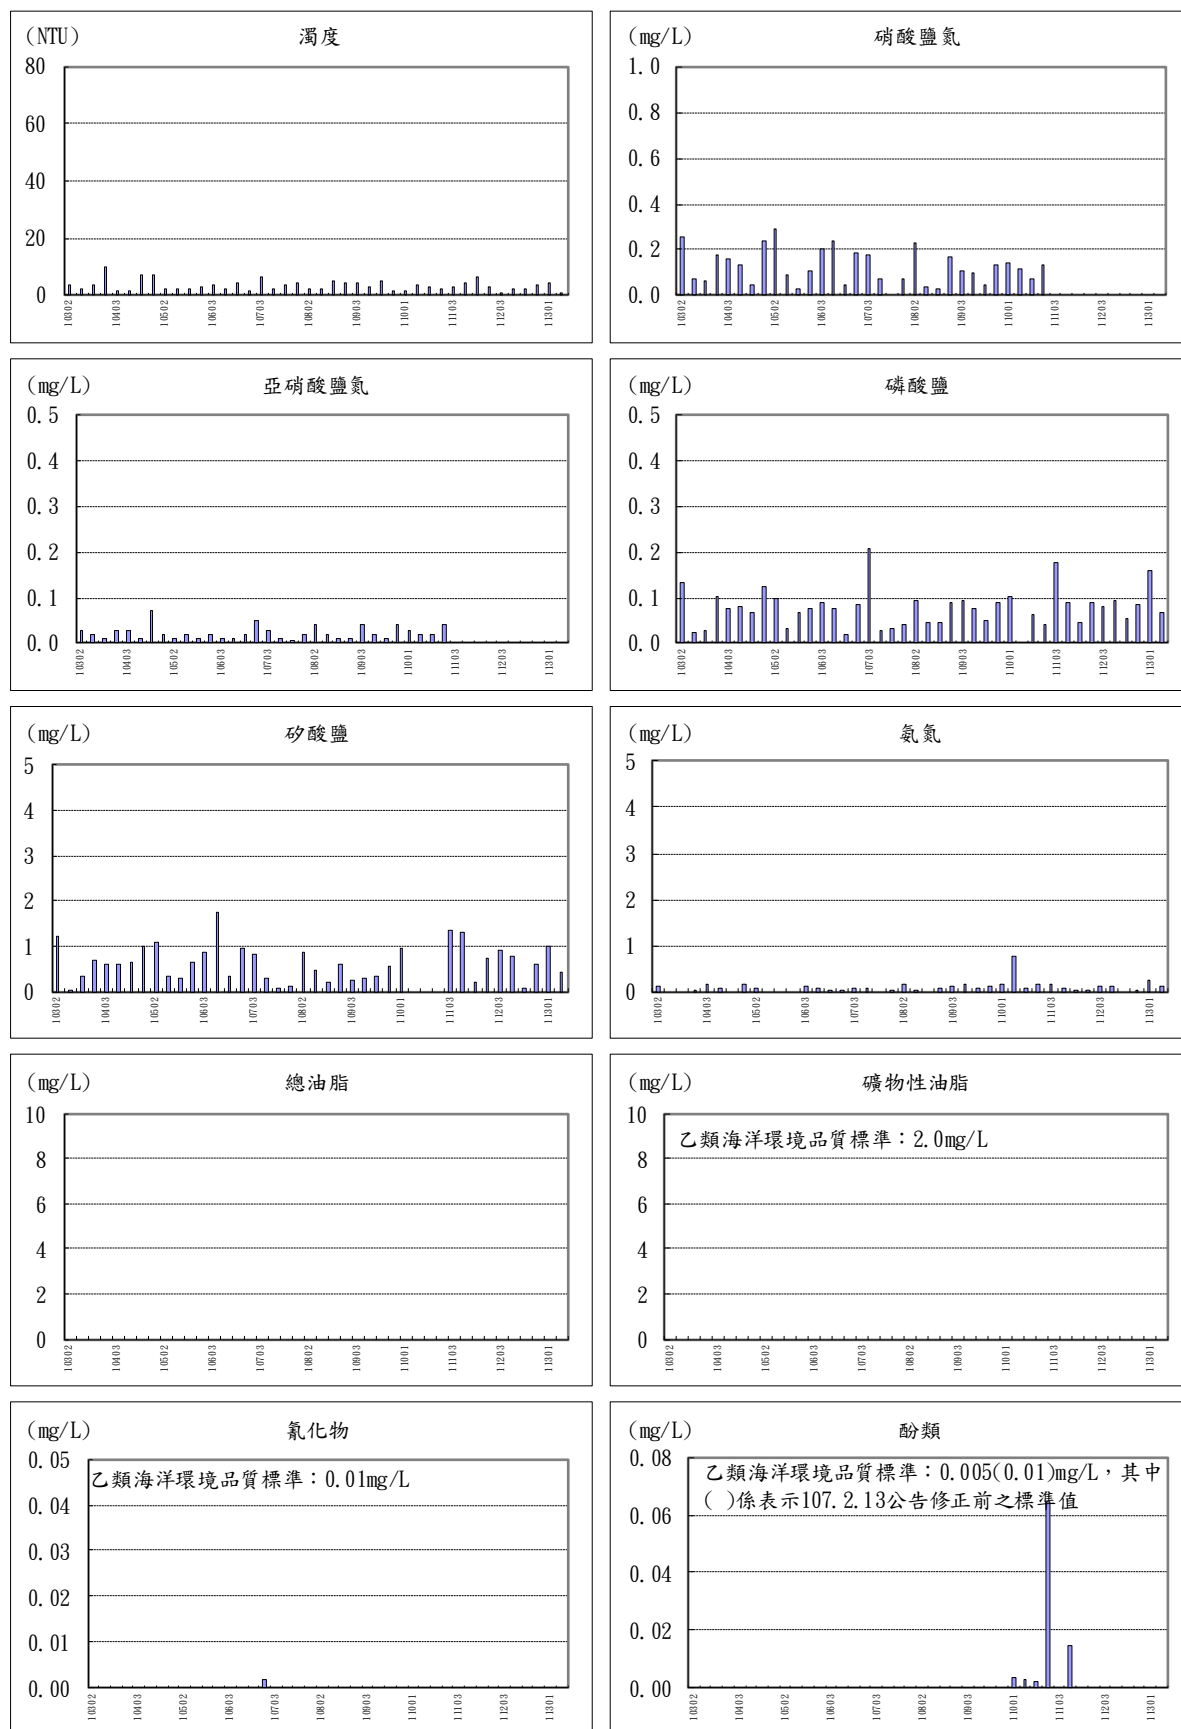 (NTU) 濁度
80
60
40
20
0
10302 10403 10502 10603 10703 10802 10903 11001 11103 11203 11301
(mg/L) 硝酸鹽氮
1.0
0.8
0.6
0.4
0.2
0.0
10302 10403 10502 10603 10703 10802 10903 11001 11103 11203 11301
(mg/L) 亞硝酸鹽氮
0.5
0.4
0.3
0.2
0.1
0.0
10302 10403 10502 10603 10703 10802 10903 11001 11103 11203 11301
(mg/L) 磷酸鹽
0.5
0.4
0.3
0.2
0.1
0.0
10302 10403 10502 10603 10703 10802 10903 11001 11103 11203 11301
(mg/L) 矽酸鹽
5
4
3
2
1
0
10302 10403 10502 10603 10703 10802 10903 11001 11103 11203 11301
(mg/L) 氨氮
5
4
3
2
1
0
10302 10403 10502 10603 10703 10802 10903 11001 11103 11203 11301
(mg/L) 總油脂
10
8
6
4
2
0
10302 10403 10502 10603 10703 10802 10903 11001 11103 11203 11301
(mg/L) 礦物性油脂
10
乙類海洋環境品質標準：2.0mg/L
8
6
4
2
0
10302 10403 10502 10603 10703 10802 10903 11001 11103 11203 11301
(mg/L) 氰化物
0.05
乙類海洋環境品質標準：0.01mg/L
0.04
0.03
0.02
0.01
0.00
10302 10403 10502 10603 10703 10802 10903 11001 11103 11203 11301
(mg/L) 酚類
0.08
乙類海洋環境品質標準：0.005(0.01)mg/L，其中
( )係表示107.2.13公告修正前之標準值
0.06
0.04
0.02
0.00
10302 10403 10502 10603 10703 10802 10903 11001 11103 11203 11301